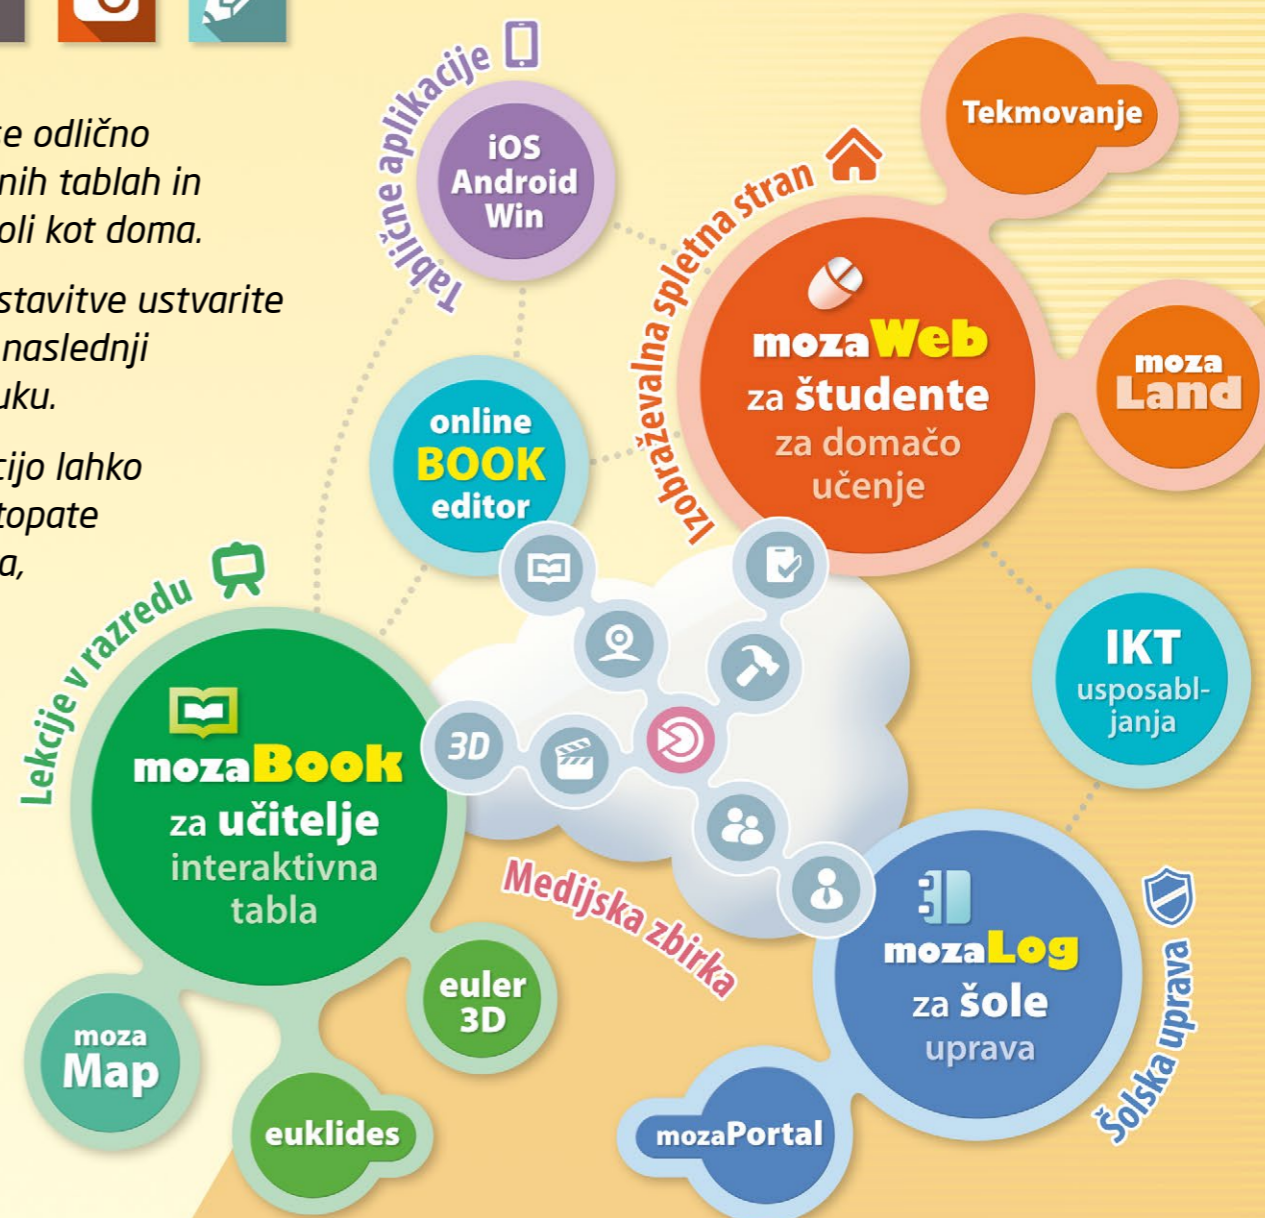 se odlično
nih tablah in
oli kot doma.
stavitve ustvarite
naslednji
uku.
cijo lahko
topate
a,
Tablične aplikacije
iOS
Android
Win
Izobraževalna spletna stran
Tekmovanje
mozaWeb
za študente
za domačo
učenje
moza
Land
online
BOOK
editor
IKT
usposabl-
janja
Lekcije v razredu
mozaBook
za učitelje
interaktivna
tabla
3D
Medijska zbirka
moza
Map
euklides
euler
3D
mozaLog
za šole
uprava
Šolska uprava
mozaPortal